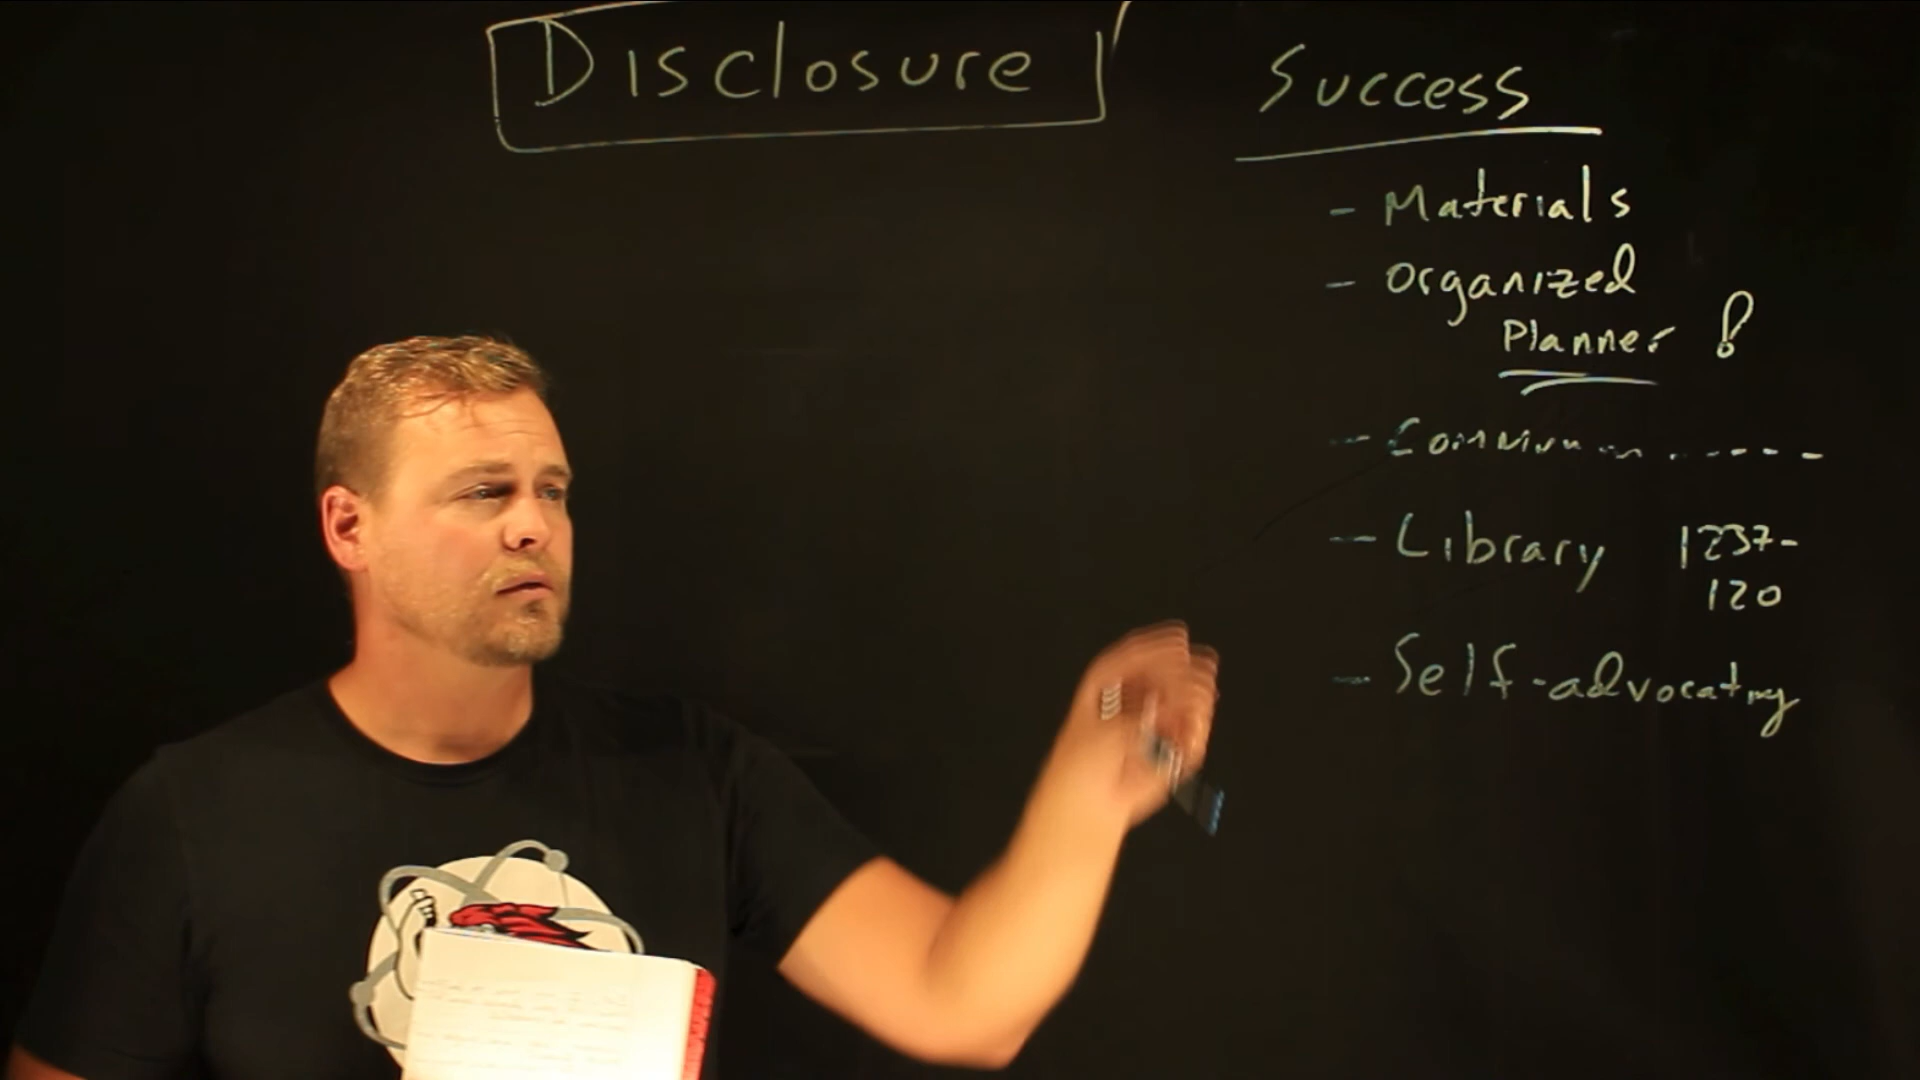 Disclosure
Success
- Materials
- Organized
Planner !
- Library 1237-
120
- Self-advocating